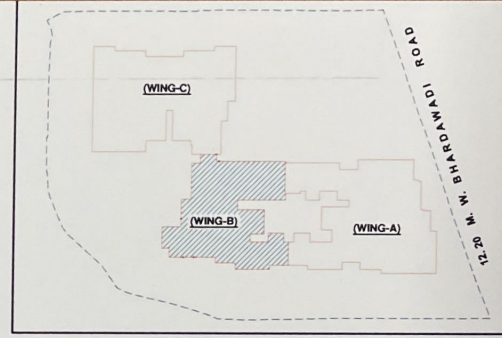 (WING-C)
(WING-B)
(WING-A)
12.20 M. W. BHARDAWADI ROAD